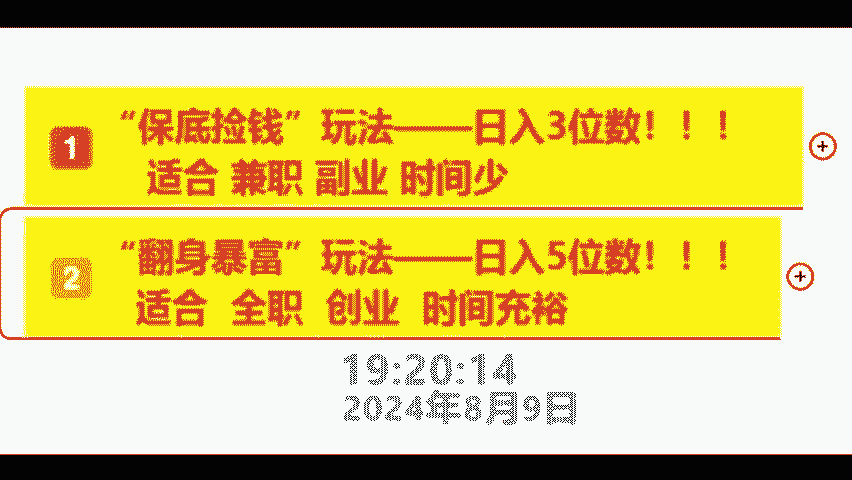 1 “保底捡钱”玩法——日入3位数！！！
适合 兼职 副业 时间少
2 “翻身暴富”玩法——日入5位数！！！
适合 全职 创业 时间充裕
19:20:14
2024年8月9日